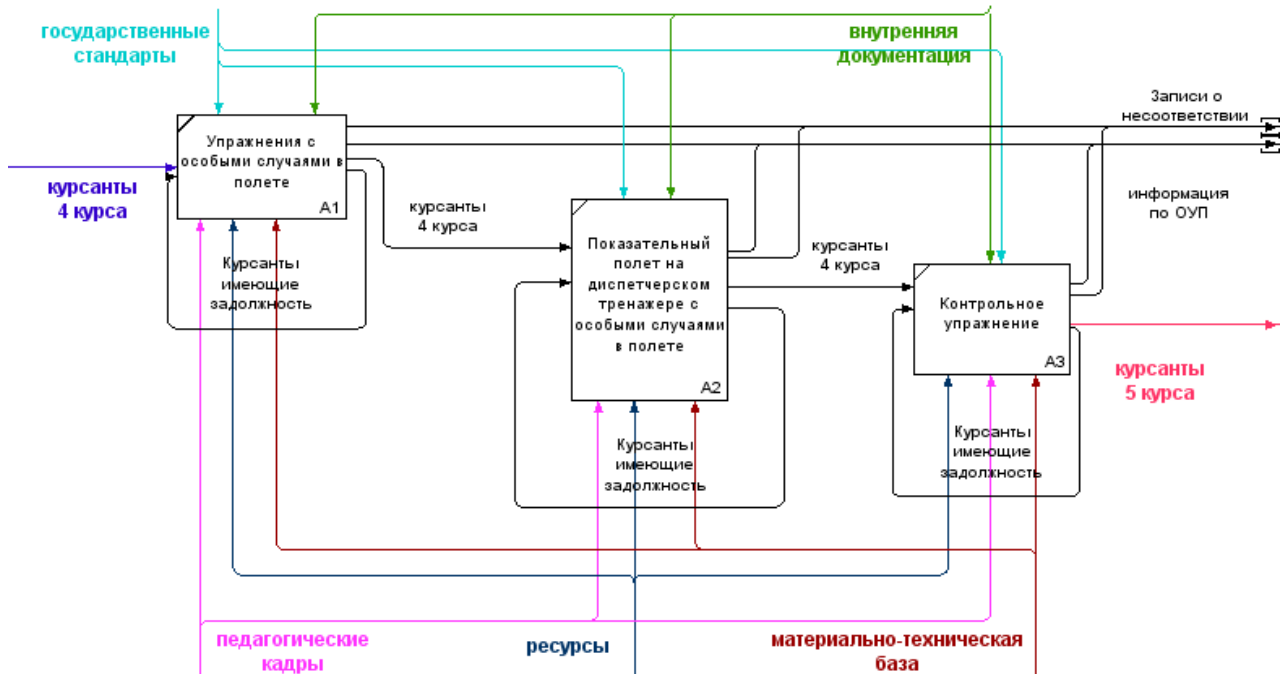 государственные
стандарты
внутренняя
документация
Записи о
несоответствии
Упражнения с
особыми случаями в
полете
A1
курсанты
4 курса
курсанты
4 курса
информация
по ОУП
Показательный
полет на
диспетчерском
тренажере с
особыми случаями
в полете
A2
курсанты
4 курса
Контрольное
упражнение
A3
Курсанты
имеющие
задолжность
курсанты
5 курса
Курсанты
имеющие
задолжность
Курсанты
имеющие
задолжность
педагогические
кадры
ресурсы
материально-техническая
база